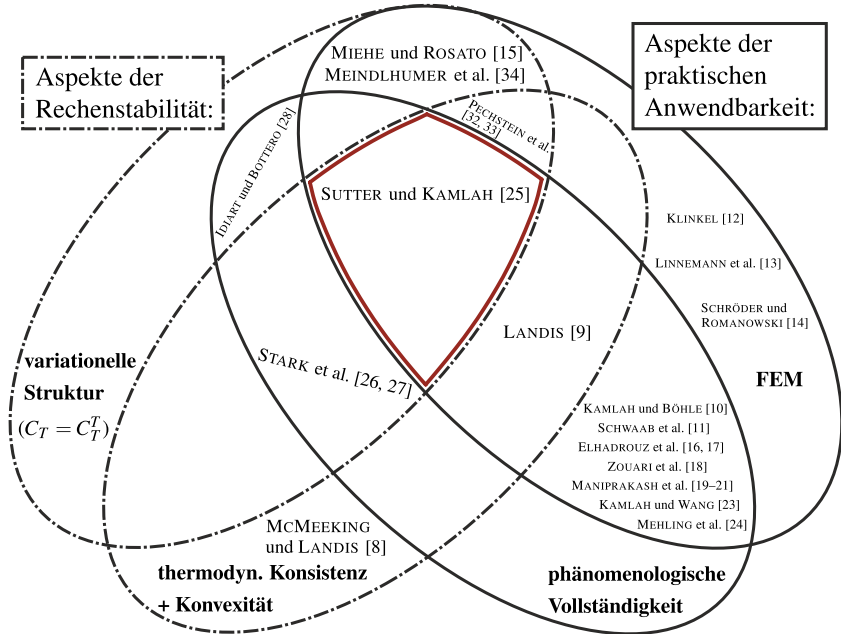 Aspekte der
Rechenstabilität:
MIEHE und ROSATO [15]
MEINDLHUMER et al. [34]
Aspekte der
praktischen
Anwendbarkeit:
PECHSTEIN et al.
[32, 33]
IDIART und BOTTERO [28]
SUTTER und KAMLAH [25]
KLINKEL [12]
LINNEMANN et al. [13]
SCHRÖDER und
ROMANOWSKI [14]
LANDIS [9]
STARK et al. [26, 27]
variationelle
Struktur
(C_T = C_T^T)
FEM
KAMLAH und BÖHLE [10]
SCHWAAB et al. [11]
ELHADROUZ et al. [16, 17]
ZOUARI et al. [18]
MANIPRAKASH et al. [19–21]
KAMLAH und WANG [23]
MEHLING et al. [24]
MCMEEKING
und LANDIS [8]
thermodyn. Konsistenz
+ Konvexität
phänomenologische
Vollständigkeit